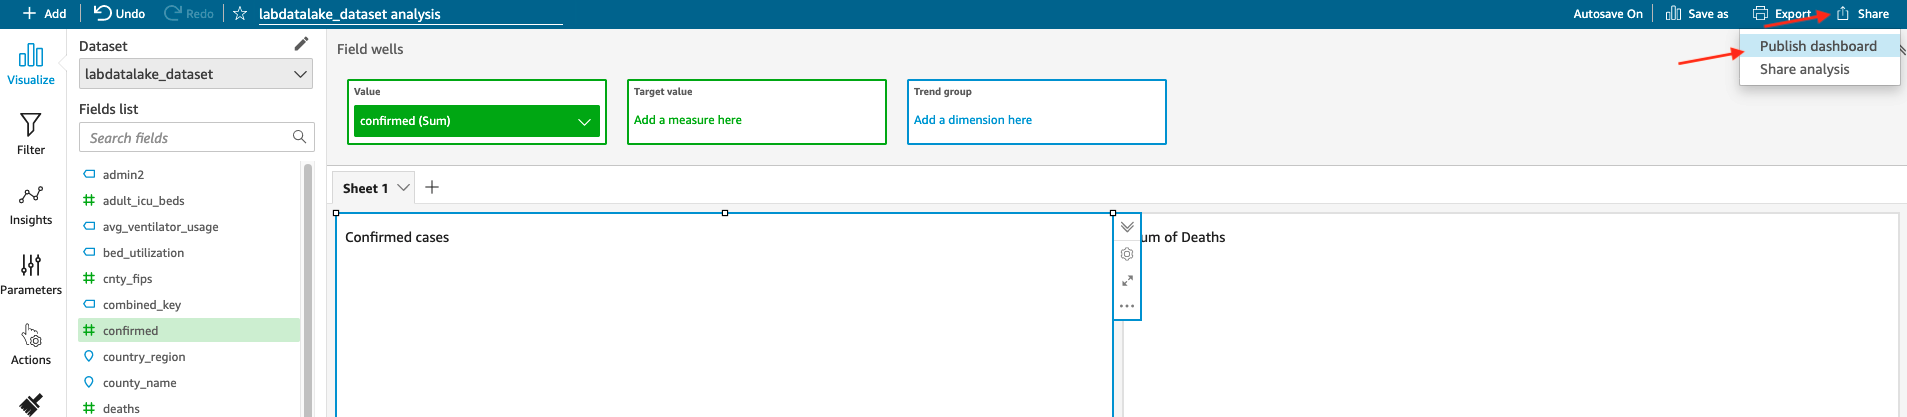 Add
Undo
Redo
labdatalake_dataset analysis
Autosave On
Save as
Export
Share
Publish dashboard
Share analysis
Visualize
Filter
Insights
Parameters
Actions
Dataset
labdatalake_dataset
Fields list
Search fields
admin2
adult_icu_beds
avg_ventilator_usage
bed_utilization
cnty_fips
combined_key
confirmed
country_region
county_name
deaths
Field wells
Value
confirmed (Sum)
Target value
Add a measure here
Trend group
Add a dimension here
Sheet 1
Confirmed cases
um of Deaths